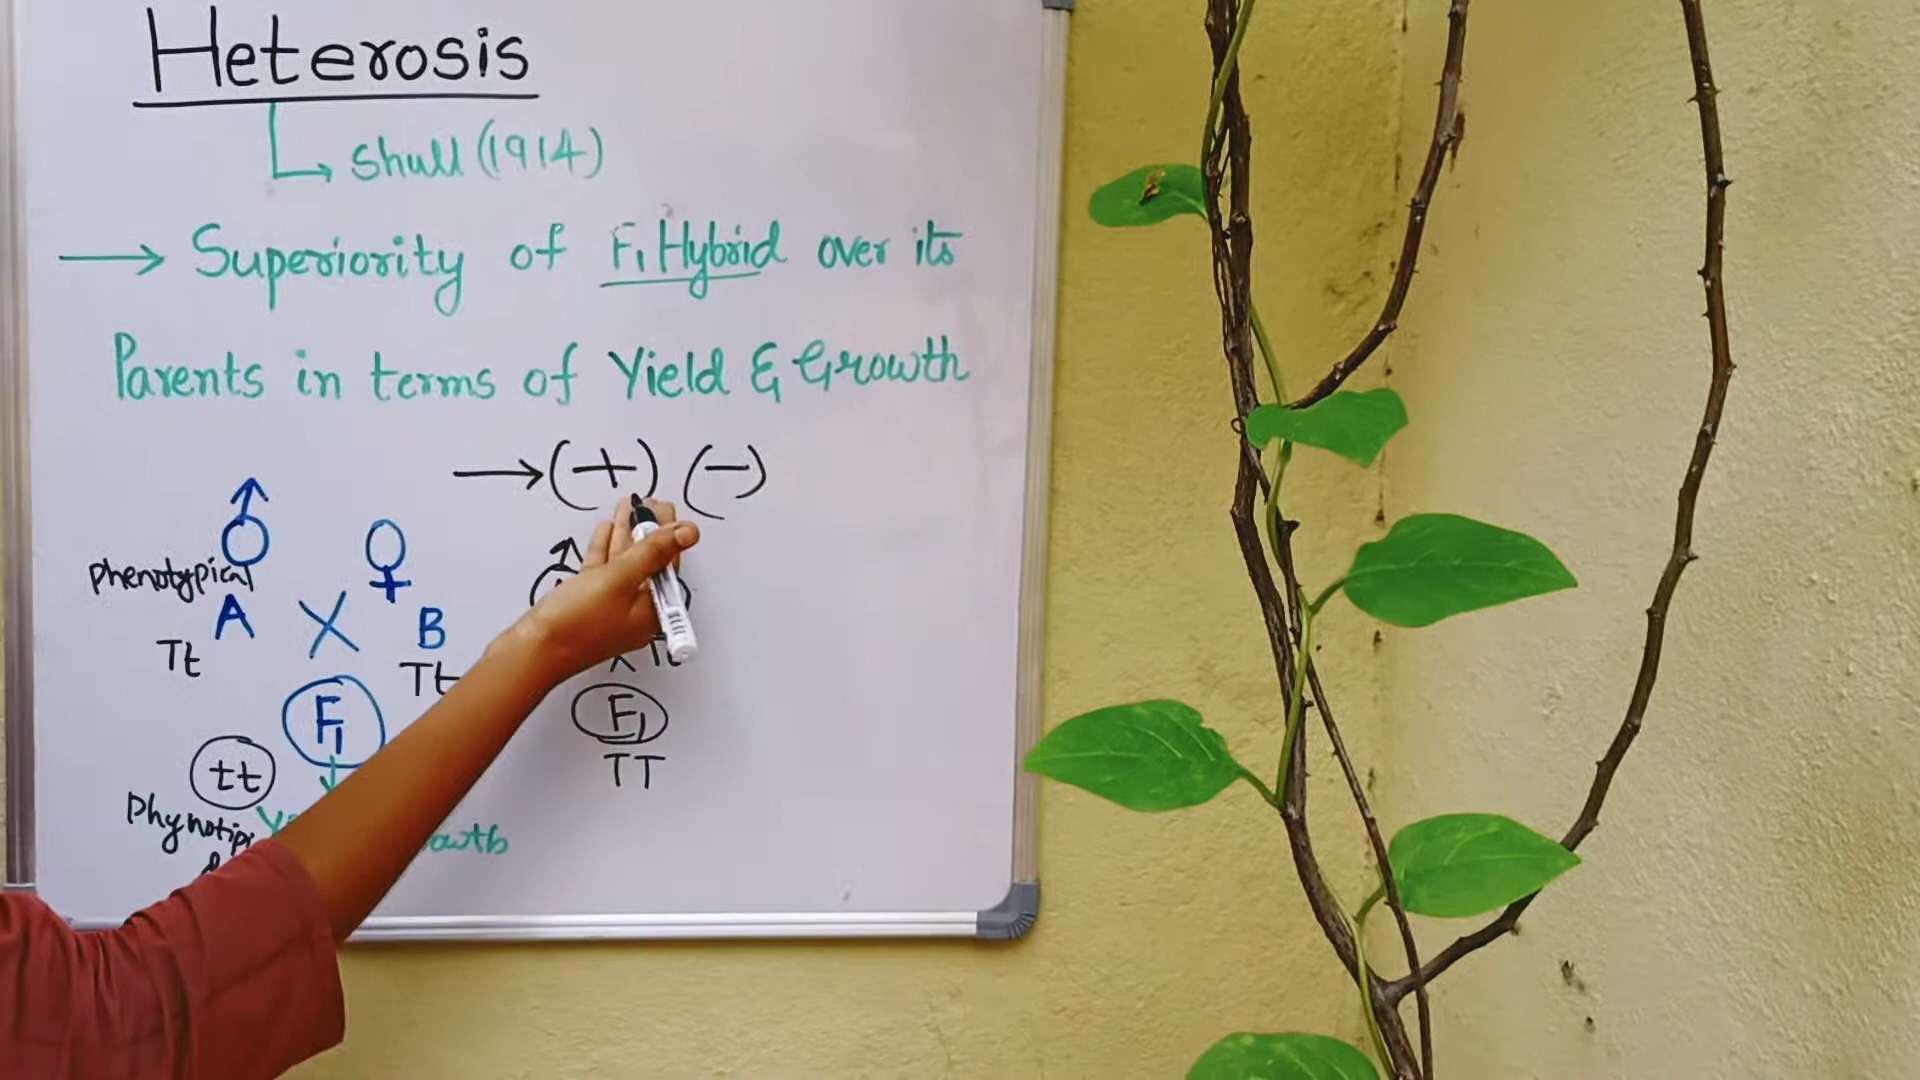 Heterosis
Shull (1914)
→ Superiority of F1 Hybrid over its
Parents in terms of Yield & Growth
→ (+) (-)
♂ ♀
Phenotypical
A X B
Tt Tt
F1
tt
F1
TT